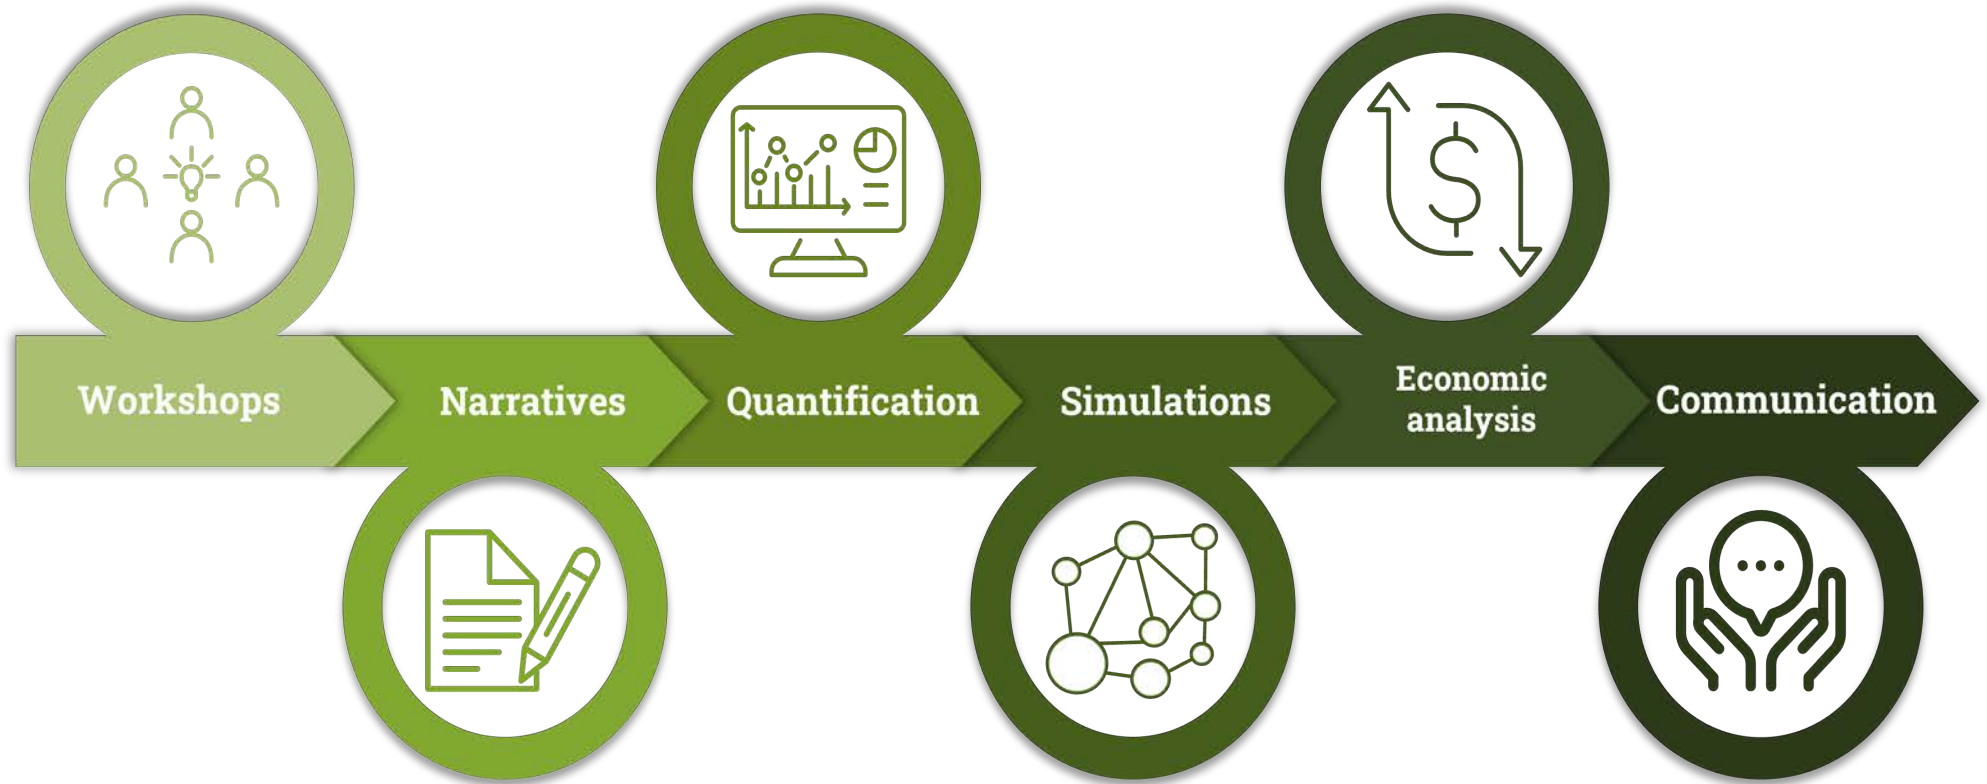 Workshops
Narratives
Quantification
Simulations
Economic
analysis
Communication